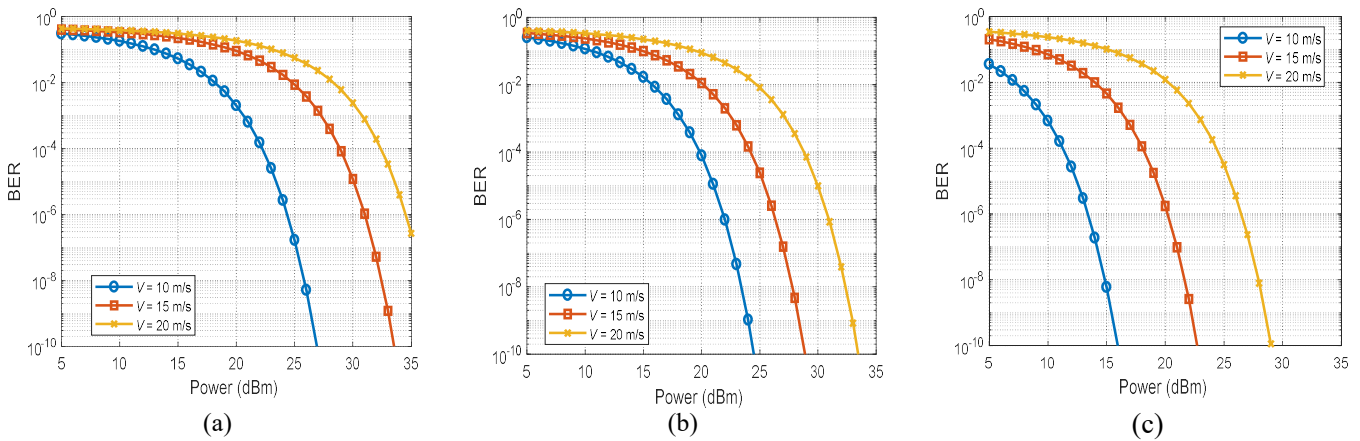 10^0
10^-2
10^-4
10^-6
10^-8
10^-10
BER
5 10 15 20 25 30 35
Power (dBm)
V = 10 m/s
V = 15 m/s
V = 20 m/s
(a)
10^0
10^-2
10^-4
10^-6
10^-8
10^-10
BER
5 10 15 20 25 30 35
Power (dBm)
V = 10 m/s
V = 15 m/s
V = 20 m/s
(b)
10^0
10^-2
10^-4
10^-6
10^-8
10^-10
BER
5 10 15 20 25 30 35
Power (dBm)
V = 10 m/s
V = 15 m/s
V = 20 m/s
(c)